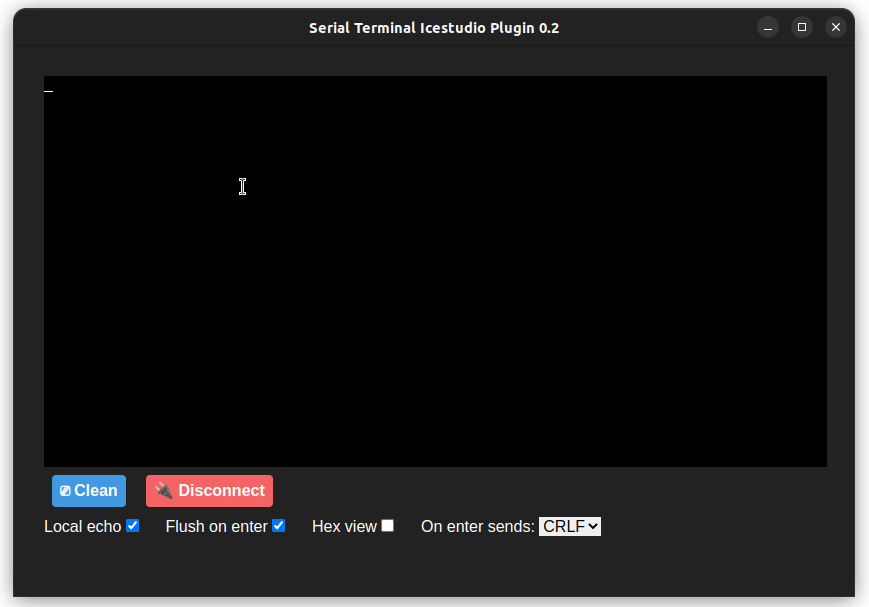 Serial Terminal Icestudio Plugin 0.2
Clean Disconnect
Local echo Flush on enter Hex view On enter sends: CRLF